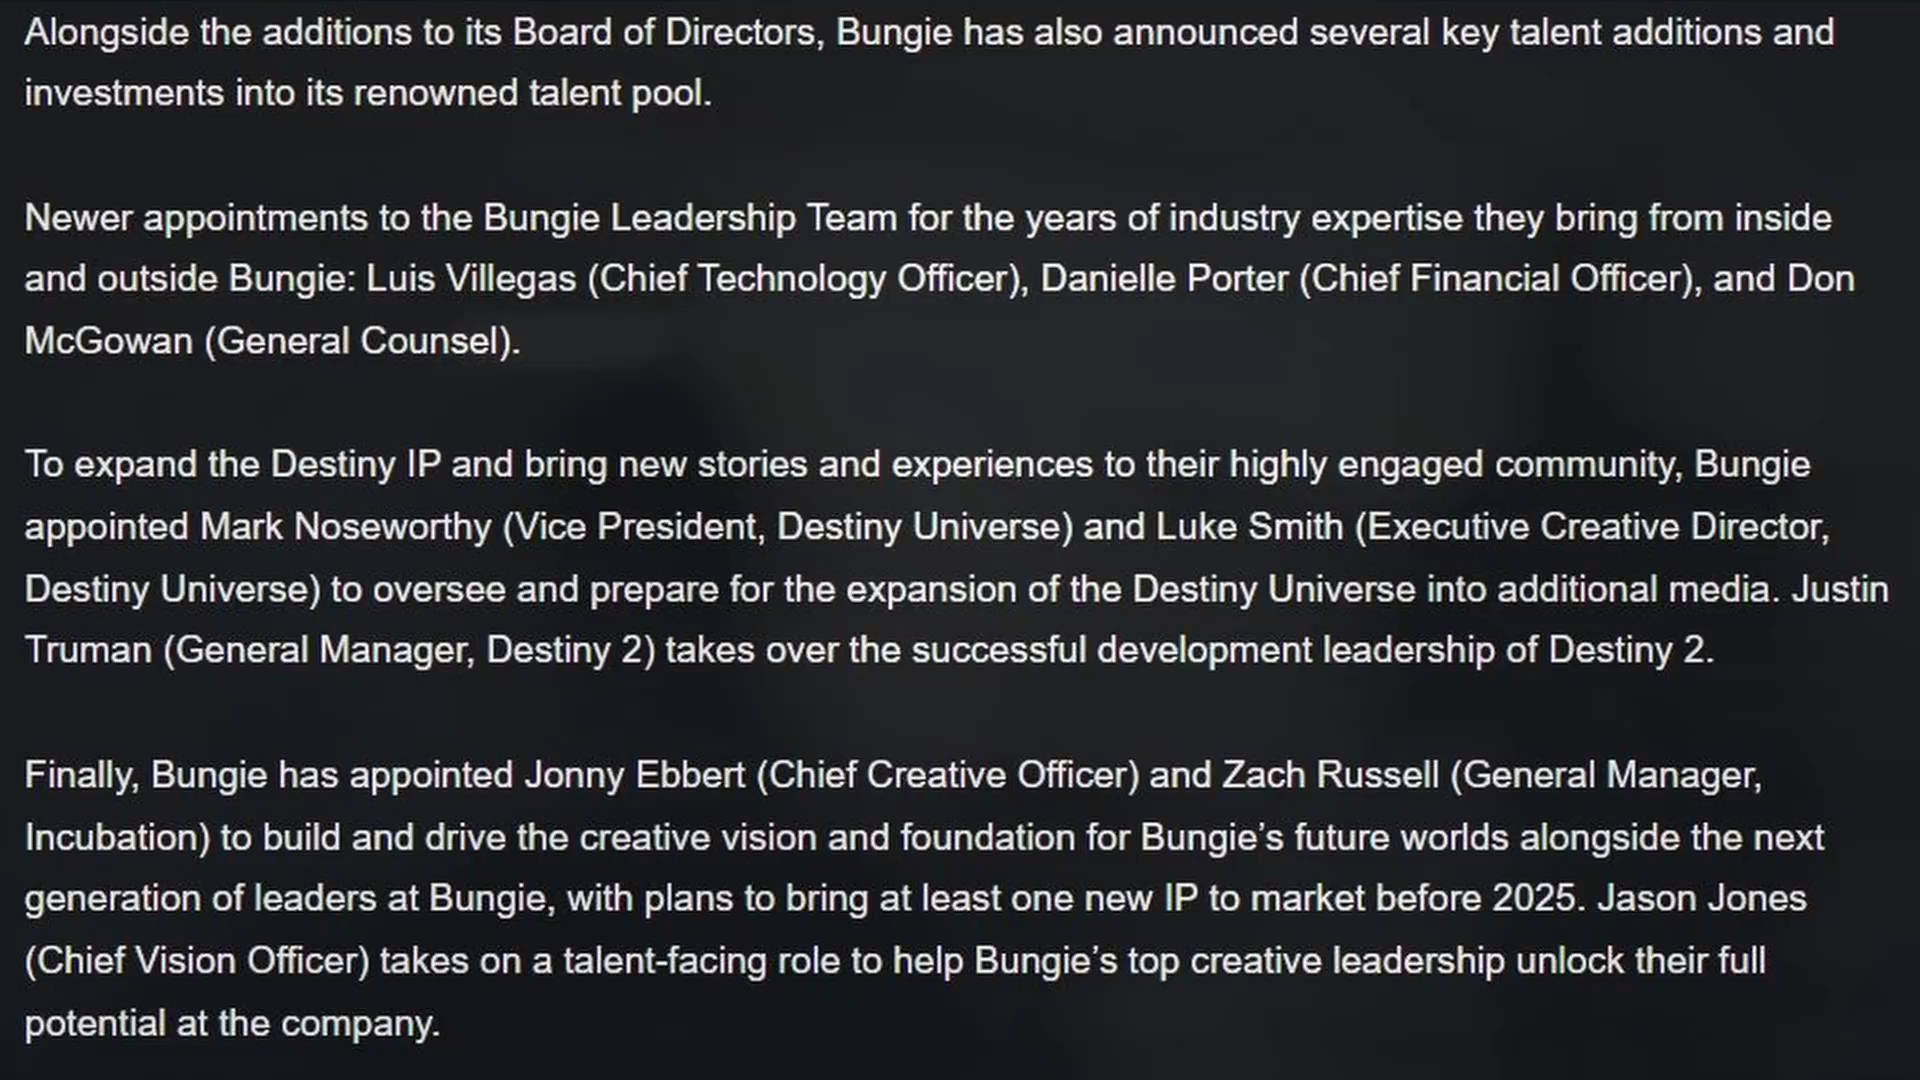 Alongside the additions to its Board of Directors, Bungie has also announced several key talent additions and
investments into its renowned talent pool.
Newer appointments to the Bungie Leadership Team for the years of industry expertise they bring from inside
and outside Bungie: Luis Villegas (Chief Technology Officer), Danielle Porter (Chief Financial Officer), and Don
McGowan (General Counsel).
To expand the Destiny IP and bring new stories and experiences to their highly engaged community, Bungie
appointed Mark Noseworthy (Vice President, Destiny Universe) and Luke Smith (Executive Creative Director,
Destiny Universe) to oversee and prepare for the expansion of the Destiny Universe into additional media. Justin
Truman (General Manager, Destiny 2) takes over the successful development leadership of Destiny 2.
Finally, Bungie has appointed Jonny Ebbert (Chief Creative Officer) and Zach Russell (General Manager,
Incubation) to build and drive the creative vision and foundation for Bungie’s future worlds alongside the next
generation of leaders at Bungie, with plans to bring at least one new IP to market before 2025. Jason Jones
(Chief Vision Officer) takes on a talent-facing role to help Bungie’s top creative leadership unlock their full
potential at the company.